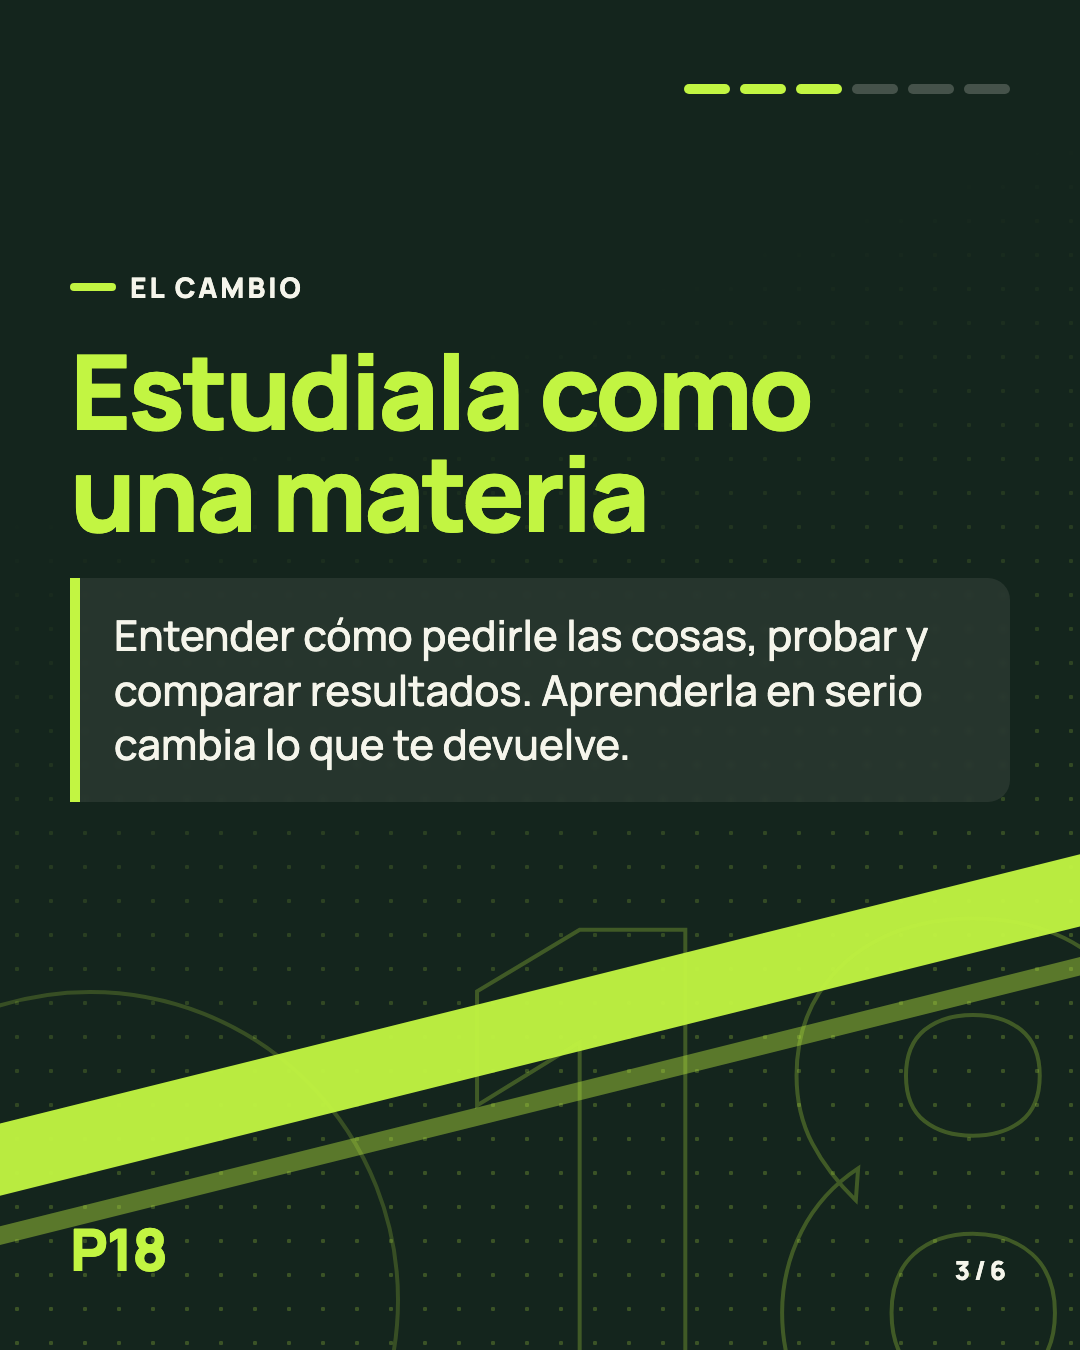 EL CAMBIO
Estudiala como
una materia
Entender cómo pedirle las cosas, probar y
comparar resultados. Aprenderla en serio
cambia lo que te devuelve.
P18
3 / 6